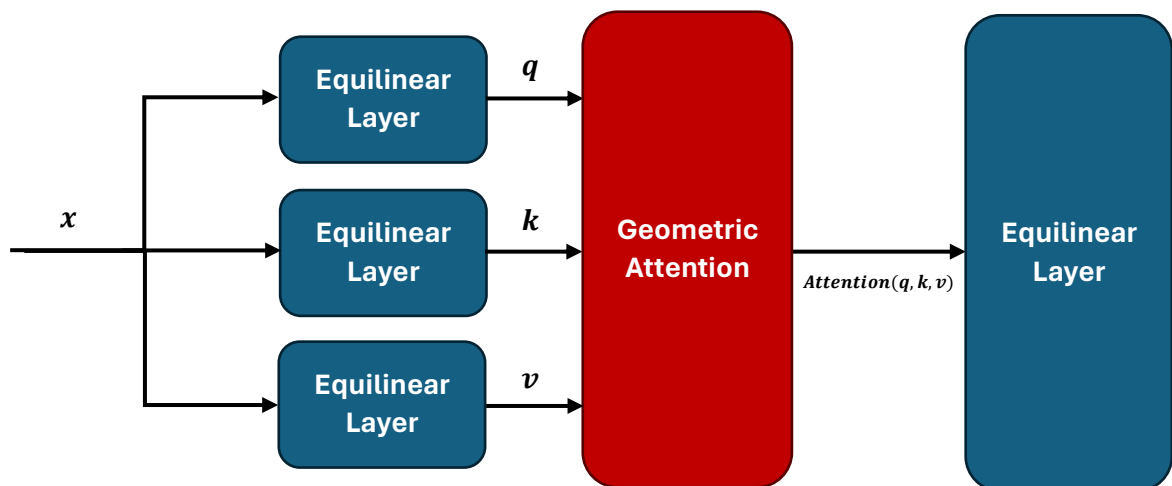 x
Equilinear
Layer
q
Equilinear
Layer
k
Equilinear
Layer
v
Geometric
Attention
Attention(q, k, v)
Equilinear
Layer